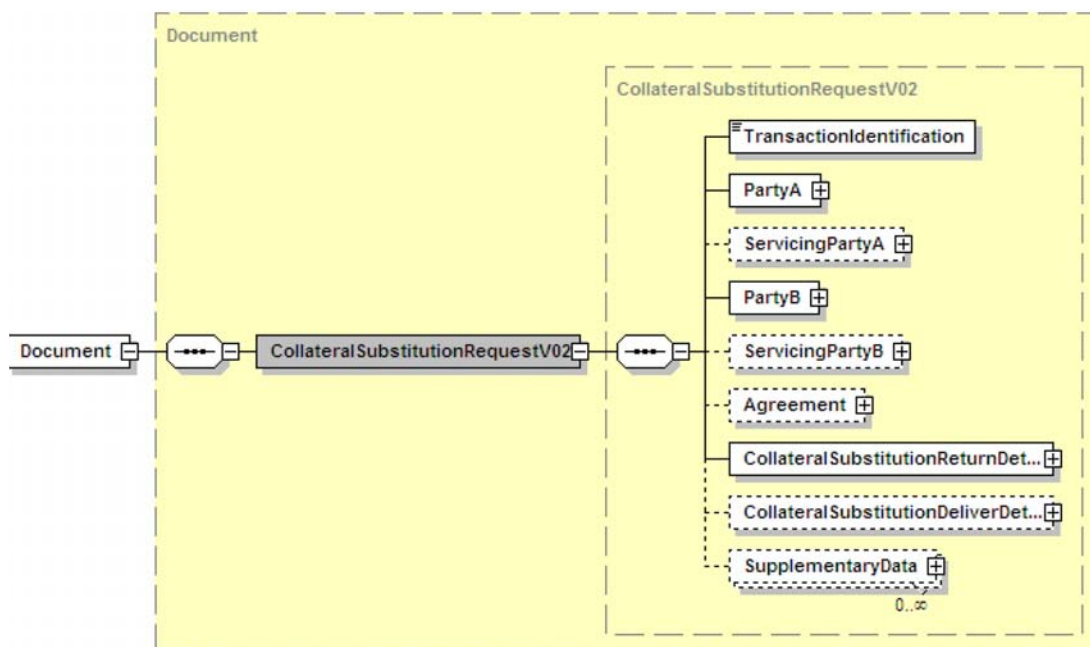 Document
CollateralSubstitutionRequestV02
TransactionIdentification
PartyA
ServicingPartyA
PartyB
Document
CollateralSubstitutionRequestV02
ServicingPartyB
Agreement
CollateralSubstitutionReturnDet...
CollateralSubstitutionDeliverDet...
SupplementaryData
0..∞